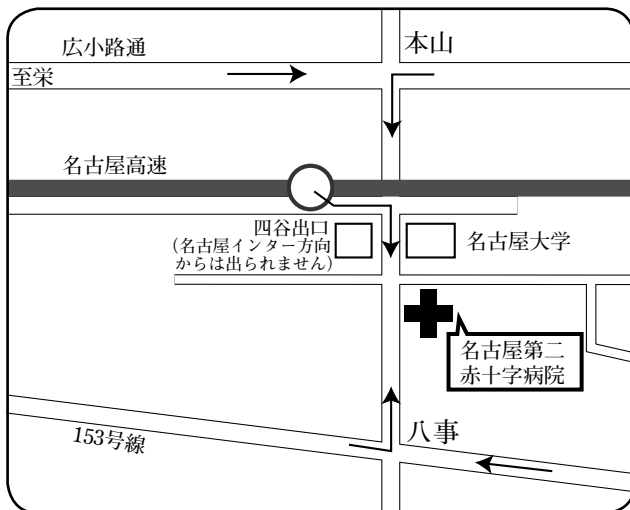 広小路通
本山
至栄
名古屋高速
四谷出口
(名古屋インター方向
からは出られません)
名古屋大学
名古屋第二
赤十字病院
八事
153号線